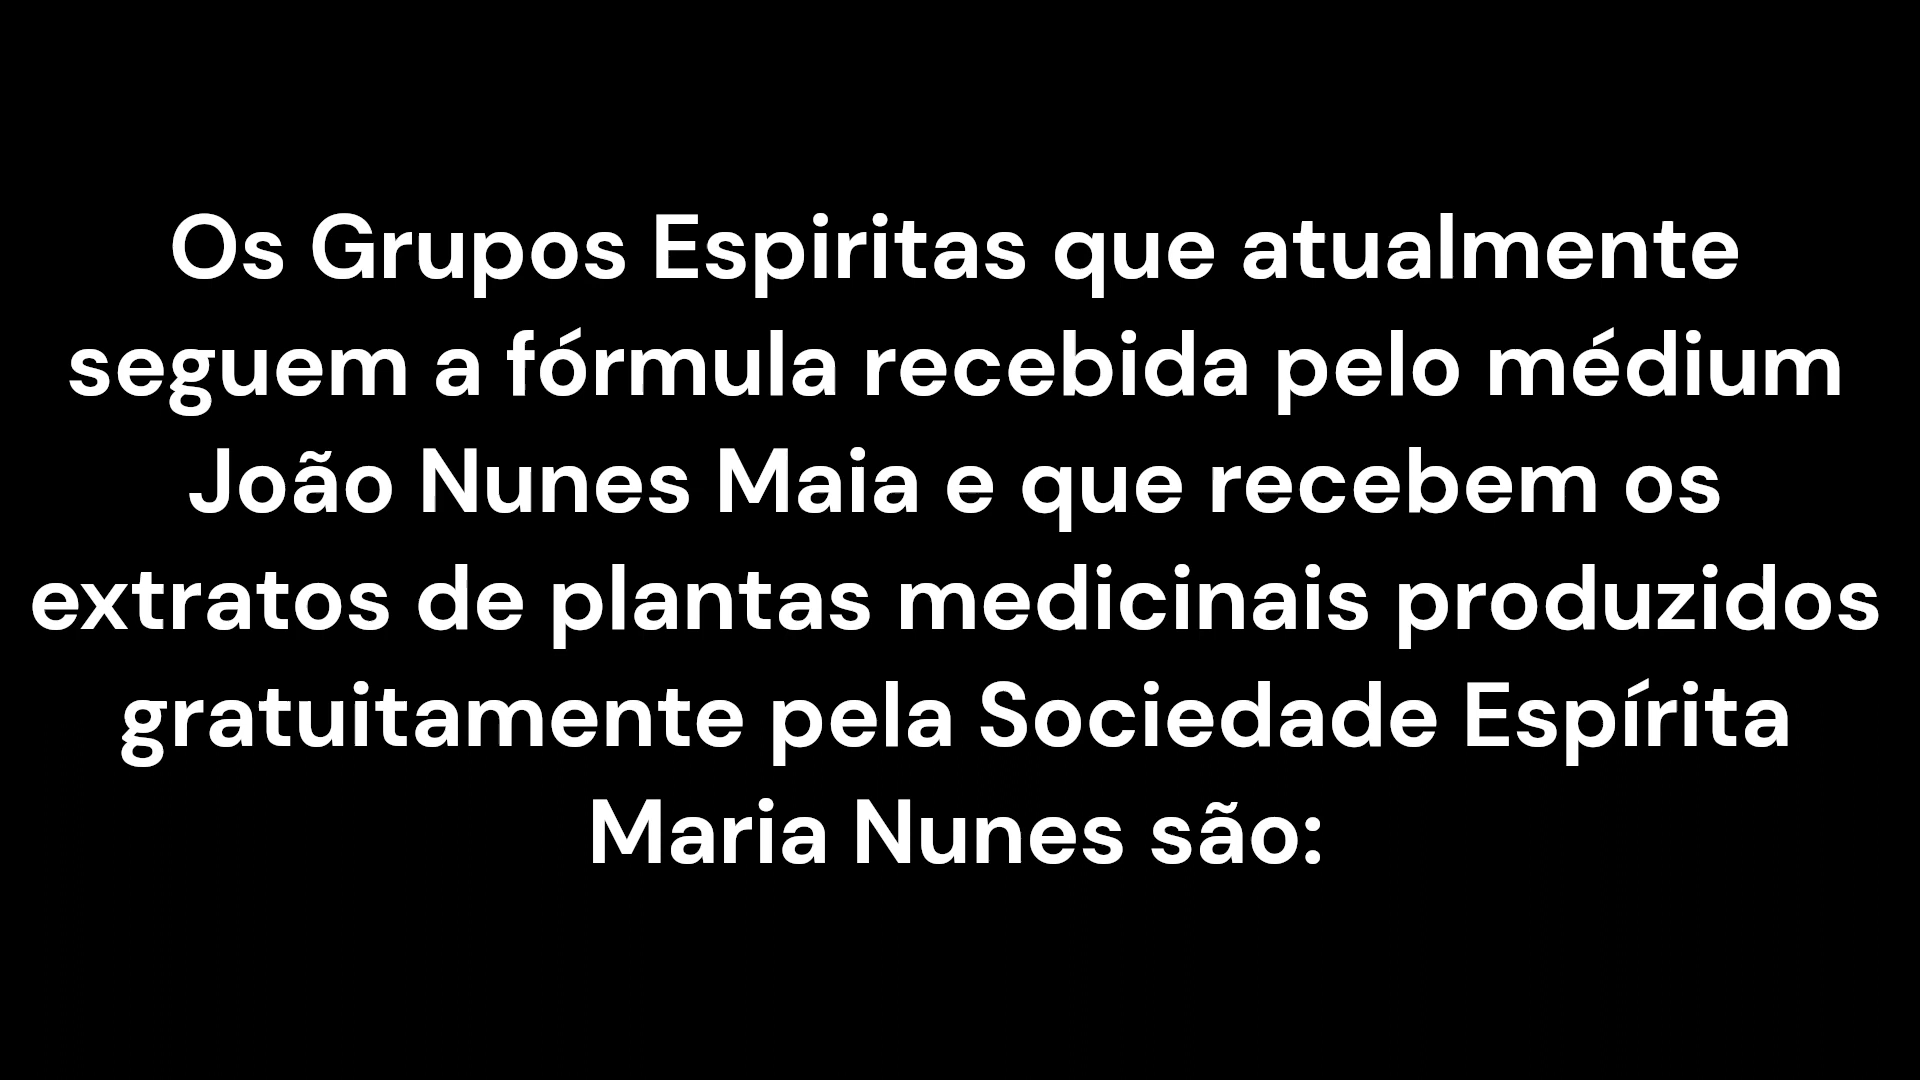 Os Grupos Espiritas que atualmente
seguem a fórmula recebida pelo médium
João Nunes Maia e que recebem os
extratos de plantas medicinais produzidos
gratuitamente pela Sociedade Espírita
Maria Nunes são: